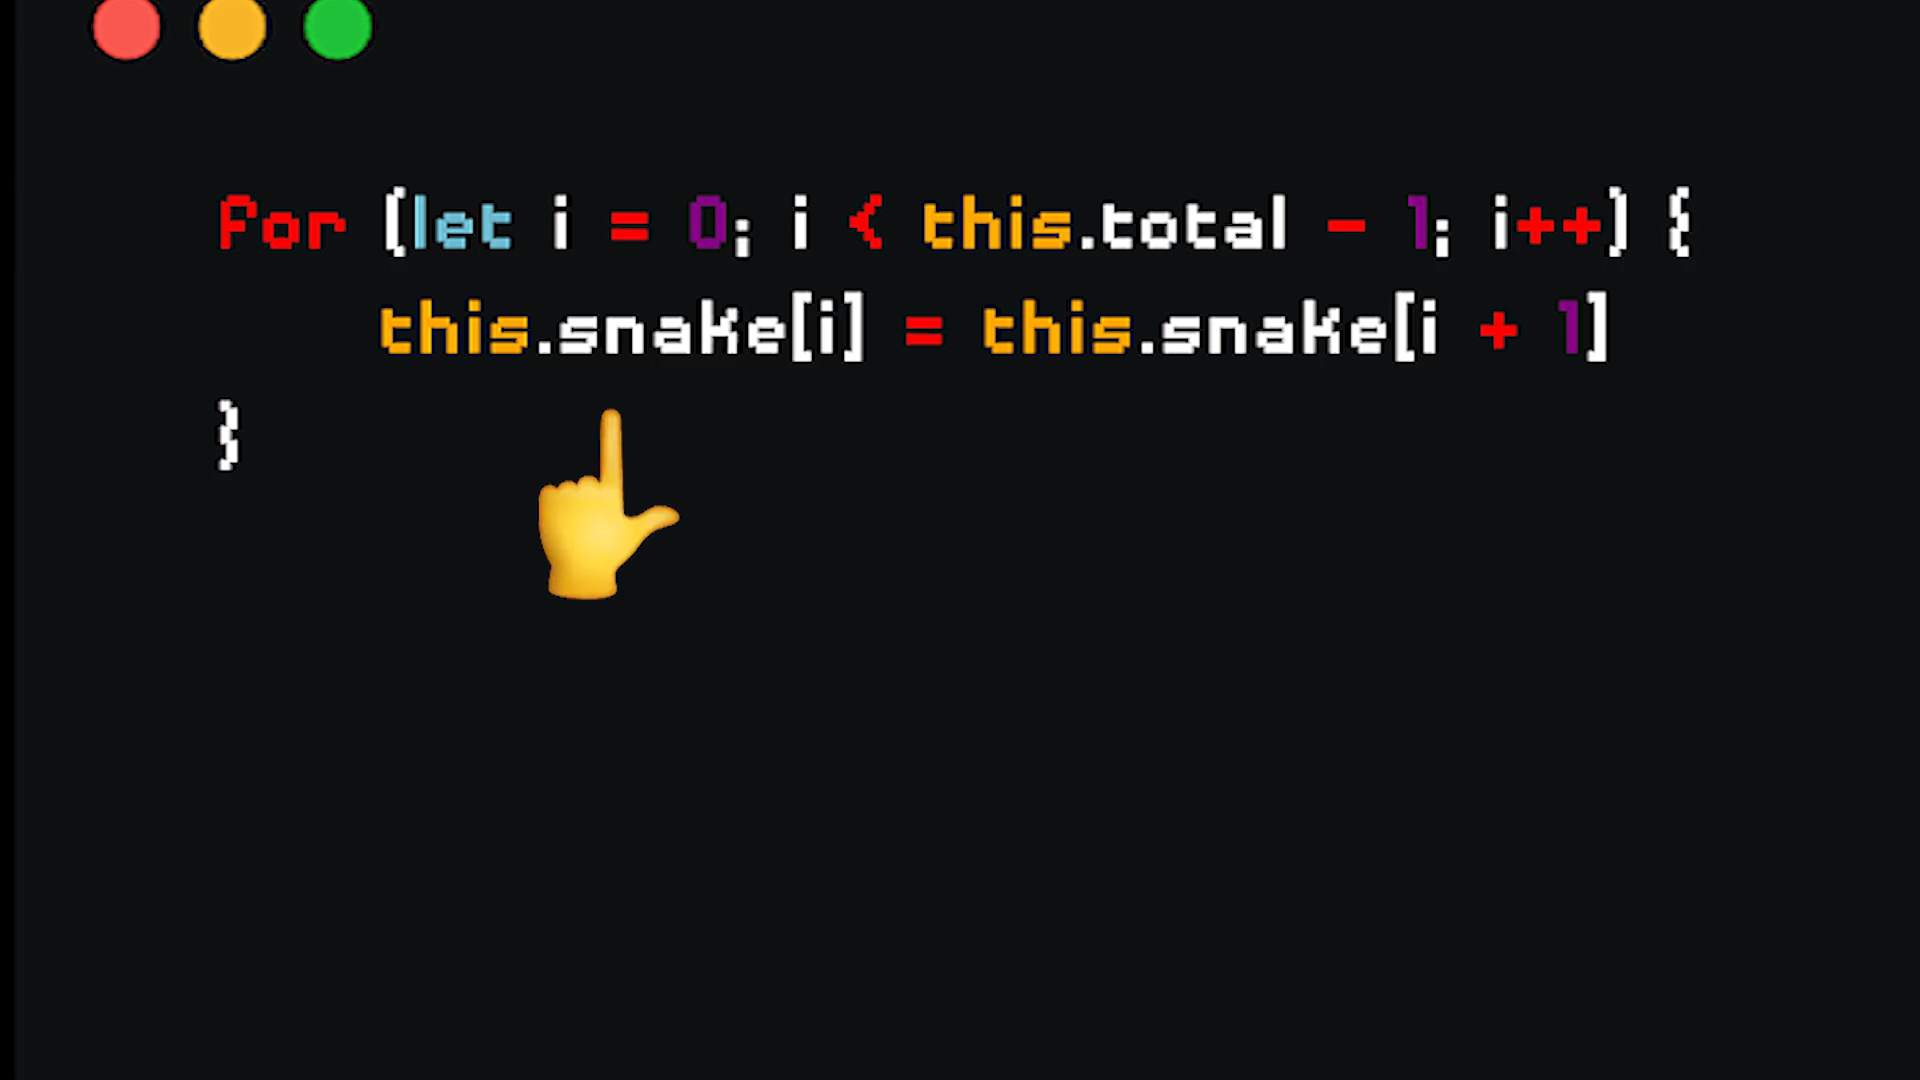 for (let i = 0; i < this.total - 1; i++) {
this.snake[i] = this.snake[i + 1]
}